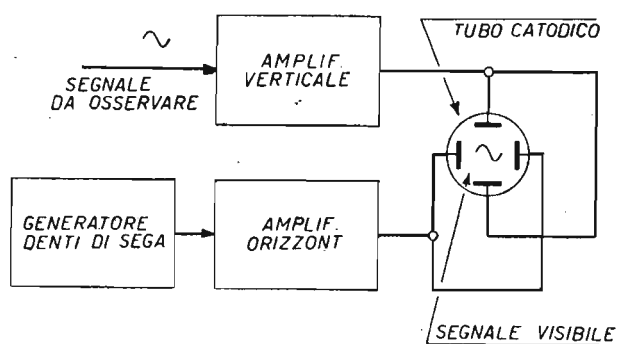 TUBO CATODICO
AMPLIF.
VERTICALE
SEGNALE
DA OSSERVARE
GENERATORE
DENTI DI SEGA
AMPLIF.
ORIZZONT
SEGNALE VISIBILE